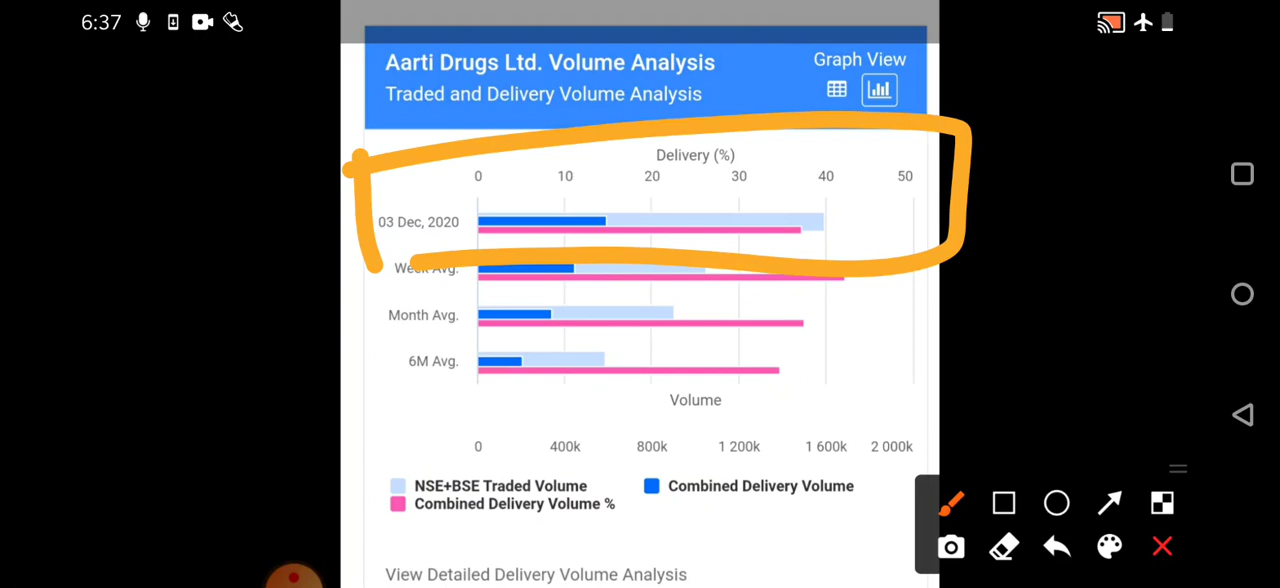 6:37
Aarti Drugs Ltd. Volume Analysis
Graph View
Traded and Delivery Volume Analysis
Delivery (%)
0 10 20 30 40 50
03 Dec, 2020
Week Avg.
Month Avg.
6M Avg.
Volume
0 400k 800k 1 200k 1 600k 2 000k
NSE+BSE Traded Volume Combined Delivery Volume
Combined Delivery Volume %
View Detailed Delivery Volume Analysis